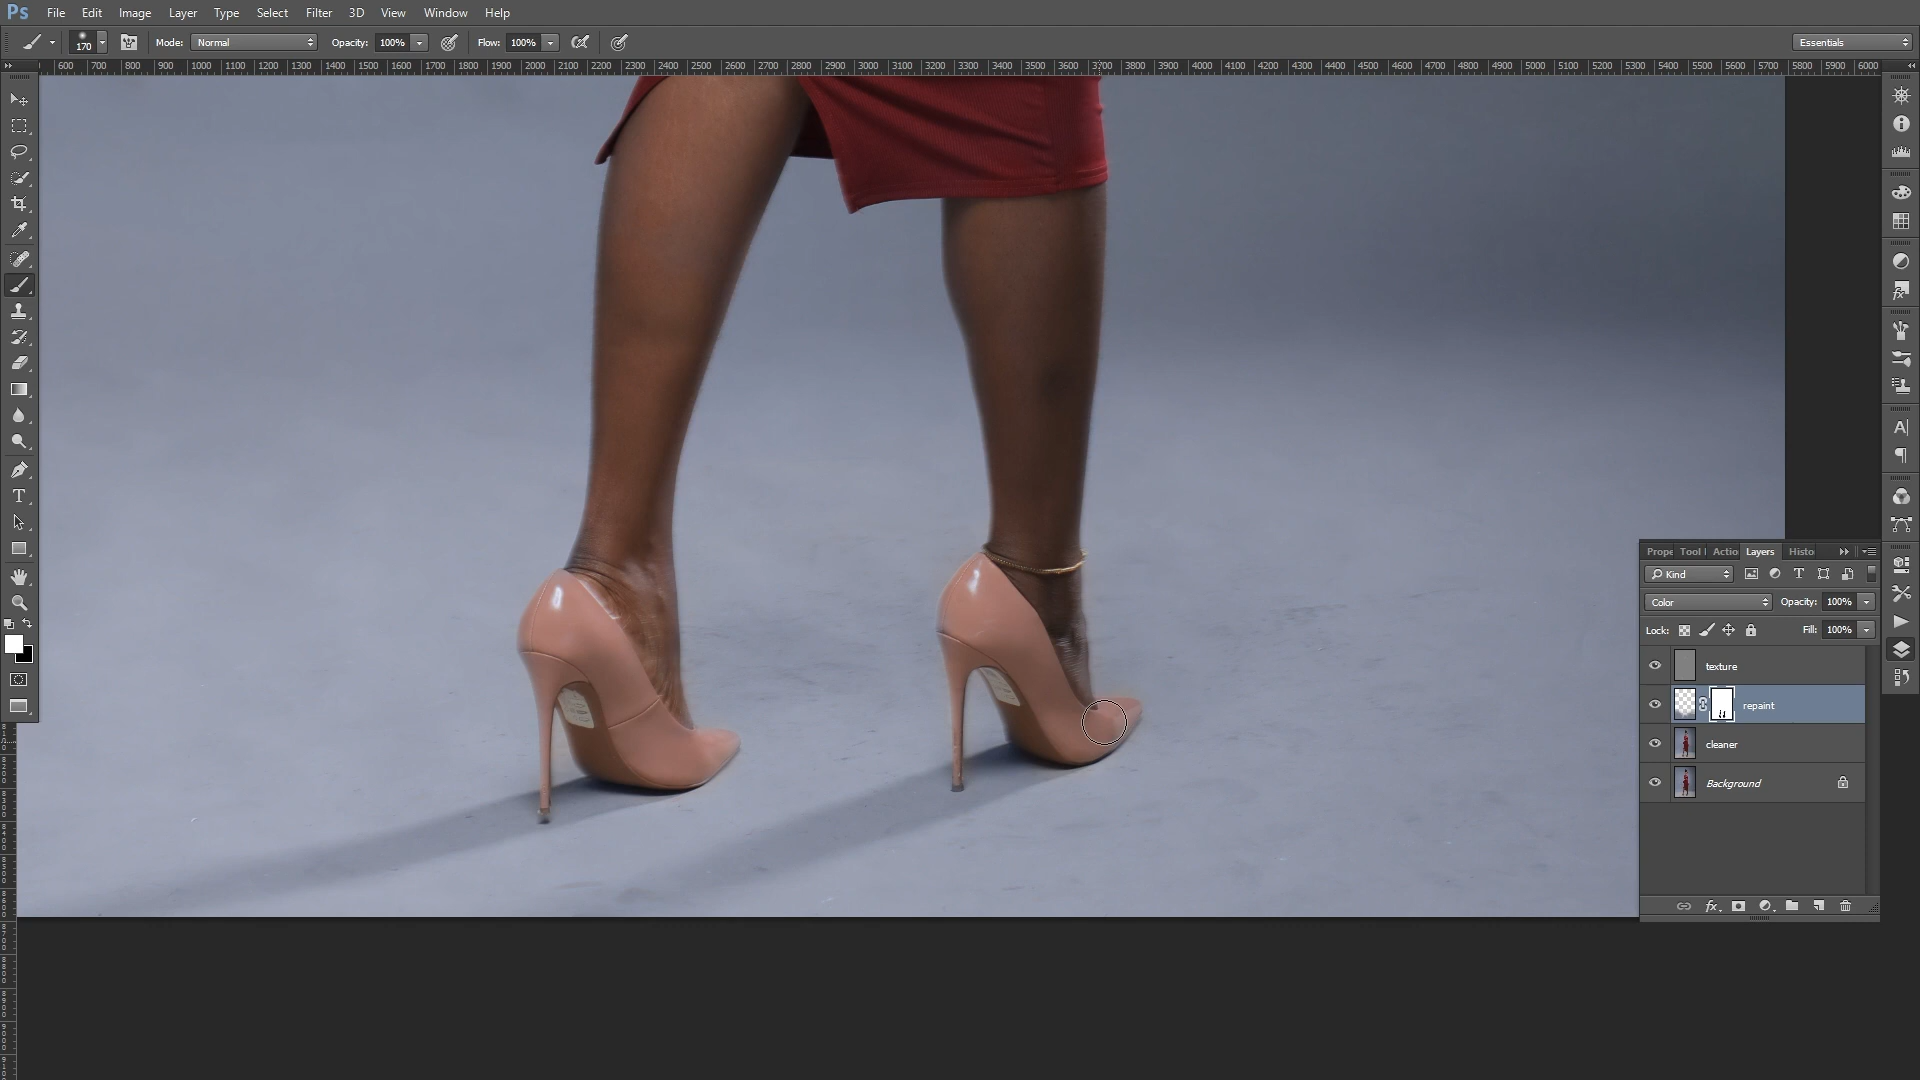 Ps File Edit Image Layer Type Select Filter 3D View Window Help
170 Mode: Normal Opacity: 100% Flow: 100% Essentials
600 700 800 900 1000 1100 1200 1300 1400 1500 1600 1700 1800 1900 2000 2100 2200 2300 2400 2500 2600 2700 2800 2900 3000 3100 3200 3300 3400 3500 3600 3700 3800 3900 4000 4100 4200 4300 4400 4500 4600 4700 4800 4900 5000 5100 5200 5300 5400 5500 5600 5700 5800 5900 6000
Prope Tool Actio Layers Histo
Kind
Color Opacity: 100%
Lock: Fill: 100%
texture
repaint
cleaner
Background